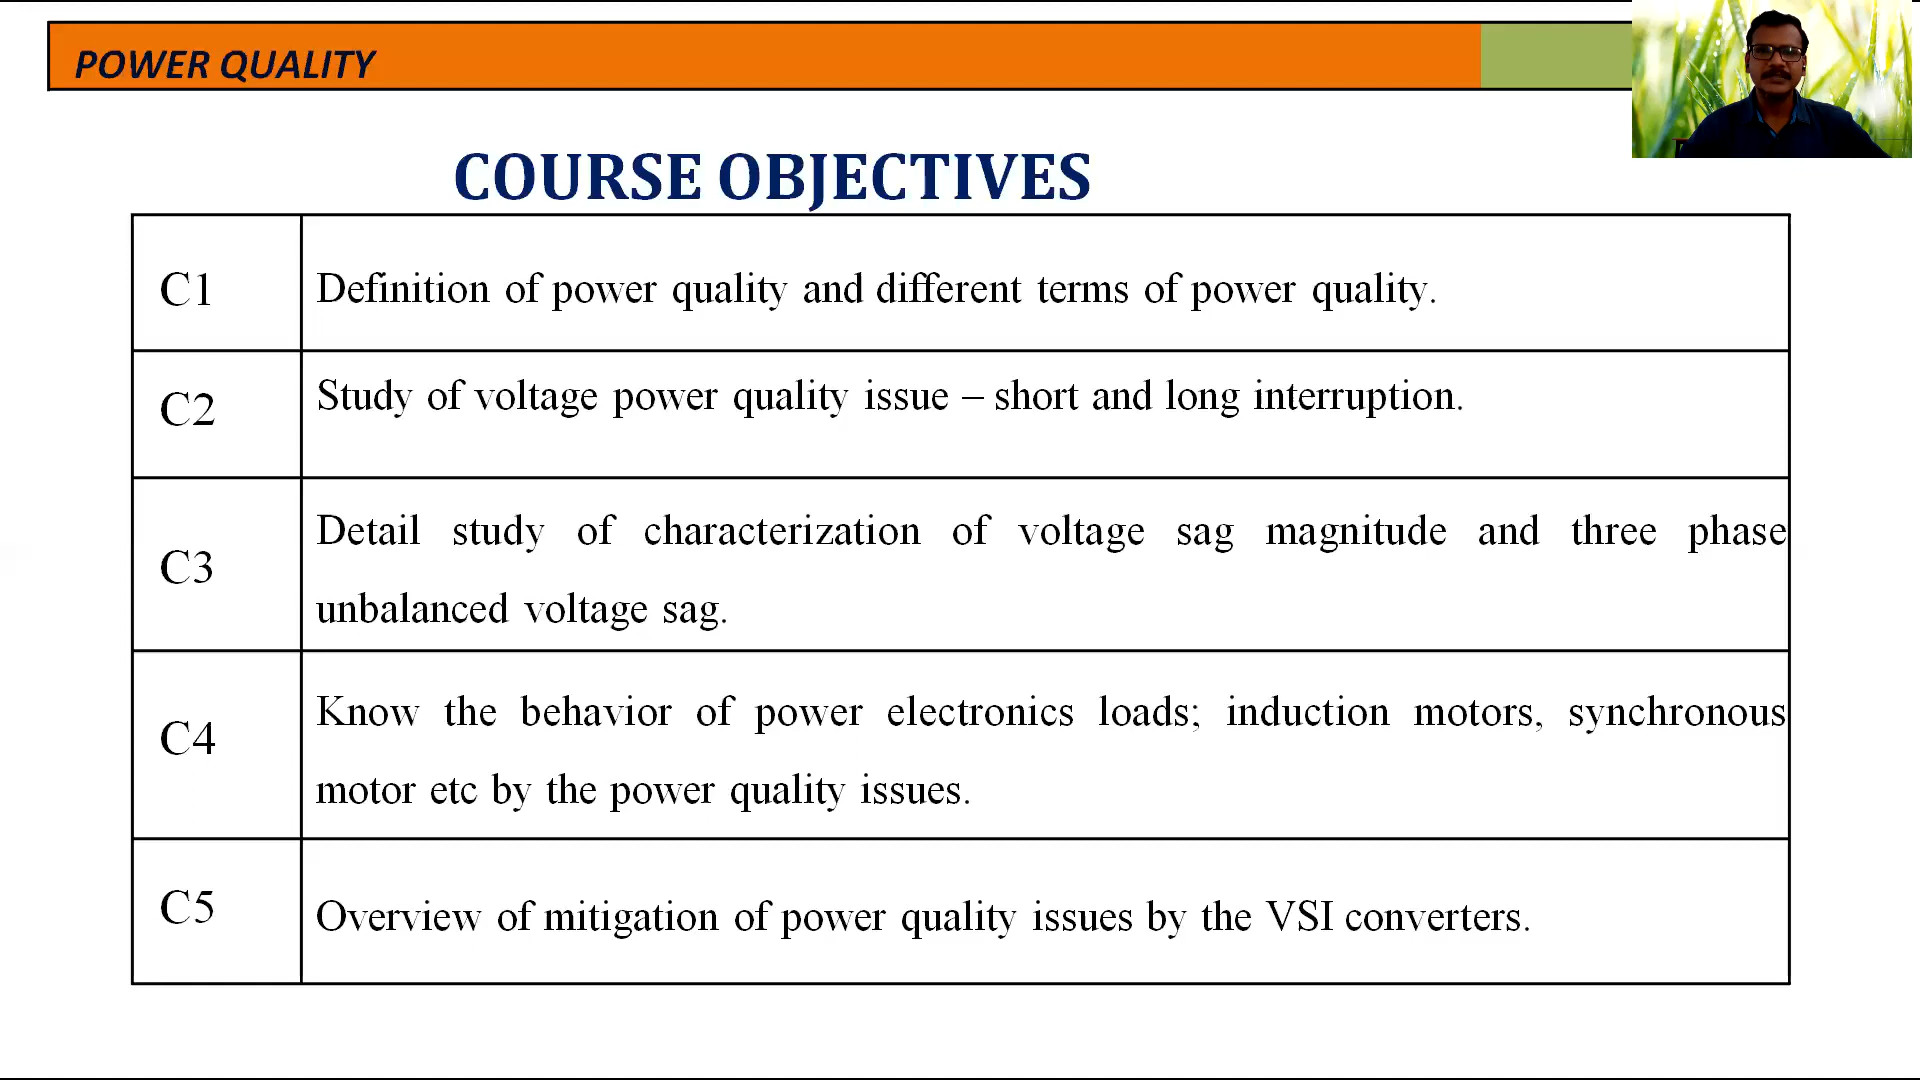 POWER QUALITY
COURSE OBJECTIVES
C1
Definition of power quality and different terms of power quality.
C2
Study of voltage power quality issue – short and long interruption.
C3
Detail study of characterization of voltage sag magnitude and three phase
unbalanced voltage sag.
C4
Know the behavior of power electronics loads; induction motors, synchronous
motor etc by the power quality issues.
C5
Overview of mitigation of power quality issues by the VSI converters.